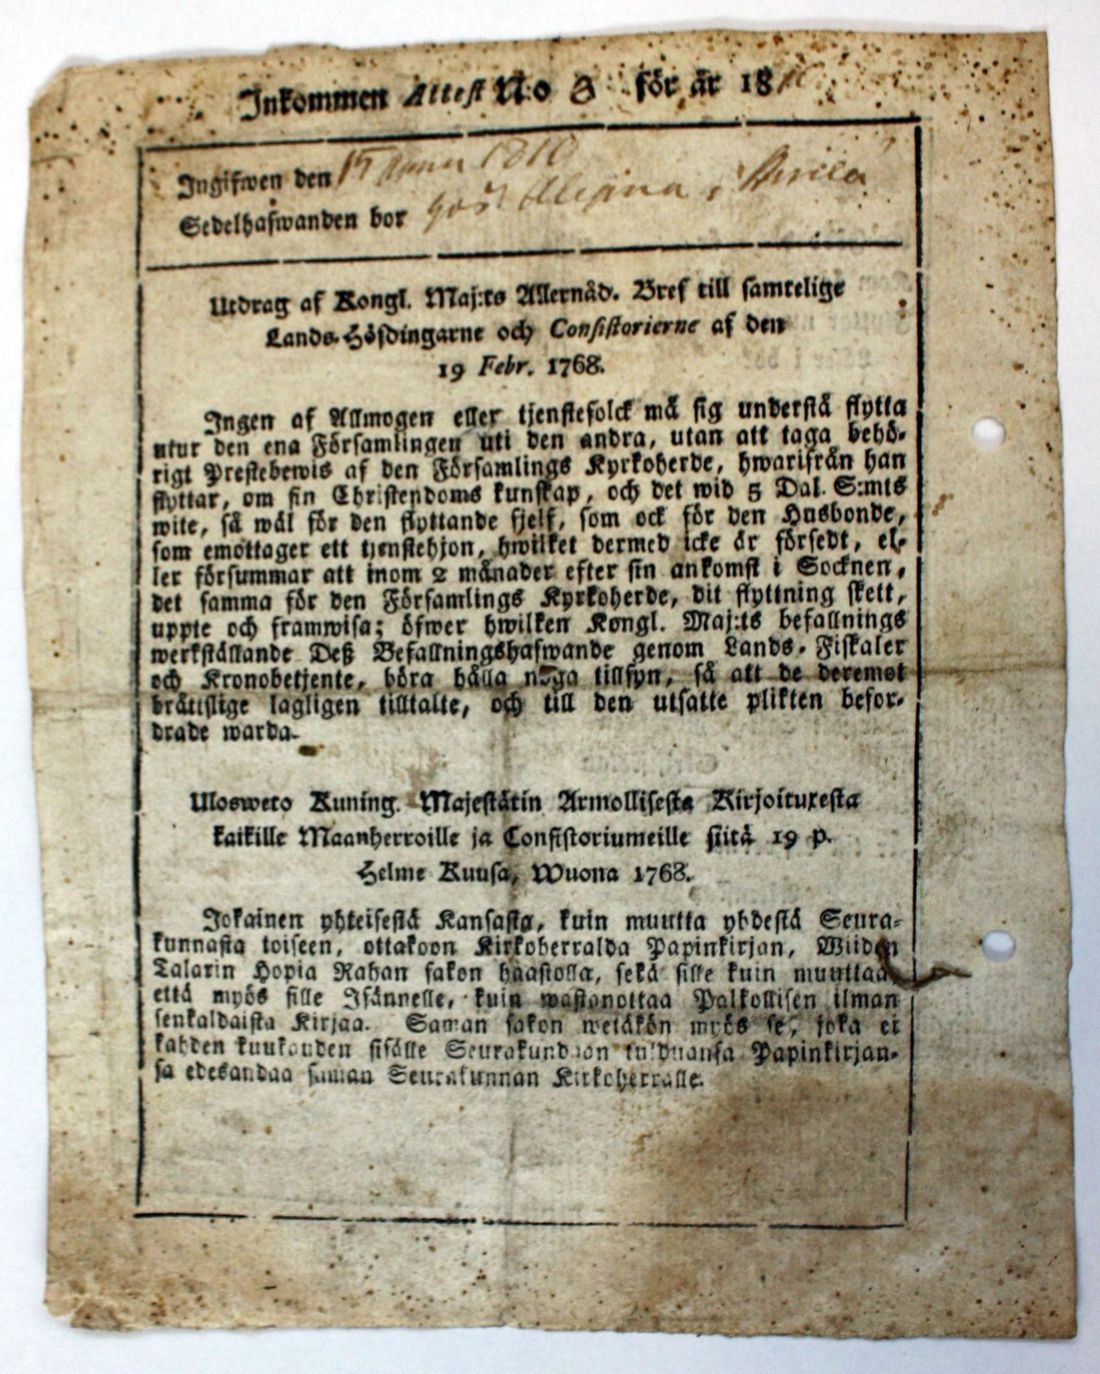 Inkommen Attest No 8 för år 18
Ingifwen den 15 1810
Sedelhafwanden bor hos
Utdrag af Kongl. Maj:ts Allernåd. Bref till samtelige
Lands-Höfdingarne och Consistorierne af den
19 Febr. 1768.
Ingen af Allmogen eller tjenstefolck må sig understå flytta
utur den ena Församlingen uti den andra, utan att taga behö-
rigt Prestebewis af den Församlings Kyrkoherde, hwarifrån han
flyttar, om sin Christendoms kunskap, och det wid 5 Dal. S:mts
wite, så wäl för den flyttande sjelf, som ock för den Husbonde,
som emottager ett tjenstehjon, hwilket dermed icke är försedt, el-
ler försummar att inom 2 månader efter sin ankomst i Socknen,
det samma för den Församlings Kyrkoherde, dit flyttning skett,
uppte och framwisa; öfwer hwilken Kongl. Maj:ts befallnings
werkställande Deß Befallningshafwande genom Lands-Fiskaler
och Kronobetjente, böra hålla noga tillsyn, så att de deremot
bråttslige lagligen tilltalte, och till den utsatte plikten befor-
drade warda.
Ulosweto Kuning. Majestätin Armollisesta Kirjoituxesta
kaikille Maanherroille ja Consistoriumeille siitä 19 p.
Helme Kuusa, Wuona 1768.
Jokainen yhteisestä Kansasta, kuin muutta yhdestä Seura-
kunnasta toiseen, ottakoon Kirkoherralda Papinkirjan, Wiiden
Talarin Hopia Rahan sakon haastolla, sekä sille kuin muuttaa,
että myös sille Isännelle, kuin wastanottaa Palkollisen ilman
senkaldaista Kirjaa. Saman sakon wetäkön myös se, joka ei
kahden kuukauden sisälle Seurakundaan tulduansa Papinkirjan-
sa edesandaa saman Seurakunnan Kirkoherralle.